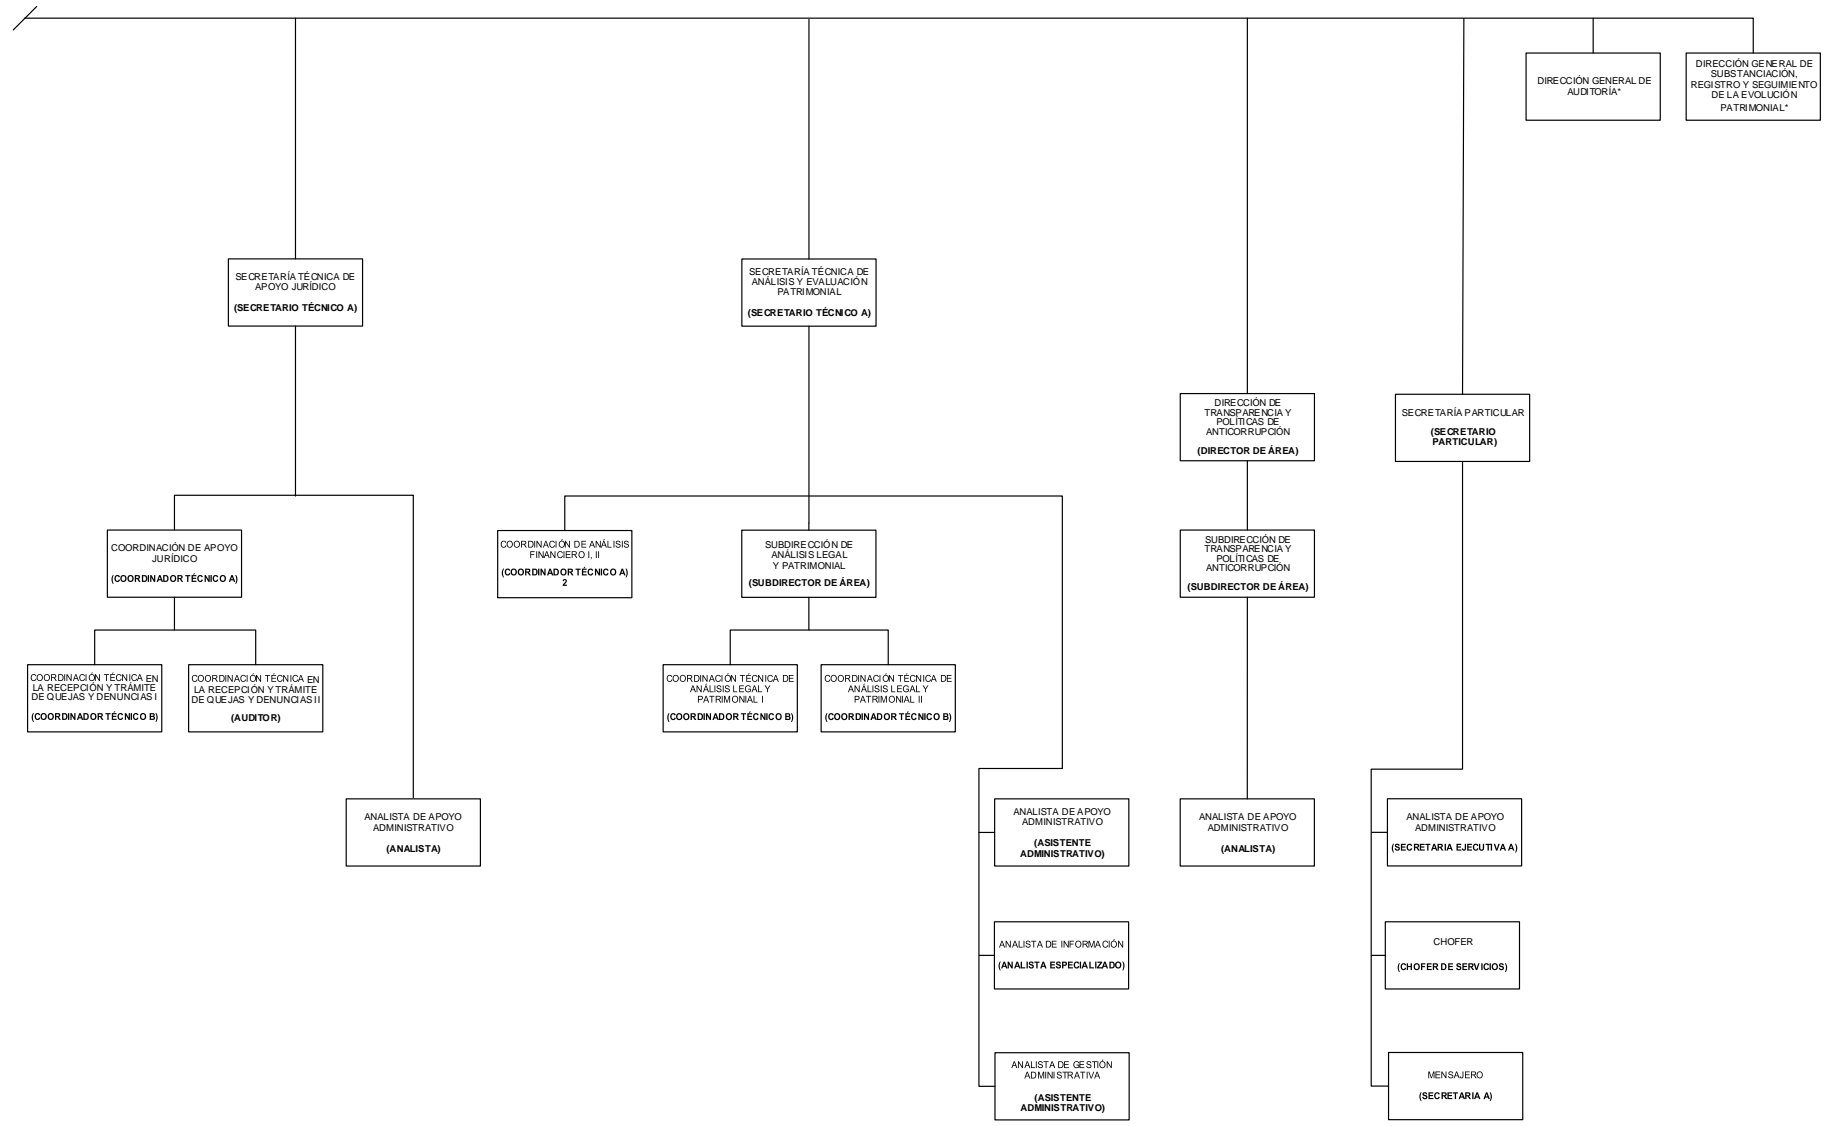 DIRECCIÓN GENERAL DE
AUDITORÍA*
DIRECCIÓN GENERAL DE
SUBSTANCIACIÓN,
REGISTRO Y SEGUIMIENTO
DE LA EVOLUCIÓN
PATRIMONIAL*
SECRETARÍA TÉCNICA DE
APOYO JURÍDICO
(SECRETARIO TÉCNICO A)
SECRETARÍA TÉCNICA DE
ANÁLISIS Y EVALUACIÓN
PATRIMONIAL
(SECRETARIO TÉCNICO A)
DIRECCIÓN DE
TRANSPARENCIA Y
POLÍTICAS DE
ANTICORRUPCIÓN
(DIRECTOR DE ÁREA)
SECRETARÍA PARTICULAR
(SECRETARIO
PARTICULAR)
COORDINACIÓN DE APOYO
JURÍDICO
(COORDINADOR TÉCNICO A)
COORDINACIÓN DE ANÁLISIS
FINANCIERO I, II
(COORDINADOR TÉCNICO A)
2
SUBDIRECCIÓN DE
ANÁLISIS LEGAL
Y PATRIMONIAL
(SUBDIRECTOR DE ÁREA)
SUBDIRECCIÓN DE
TRANSPARENCIA Y
POLÍTICAS DE
ANTICORRUPCIÓN
(SUBDIRECTOR DE ÁREA)
COORDINACIÓN TÉCNICA EN
LA RECEPCIÓN Y TRÁMITE
DE QUEJAS Y DENUNCIAS I
(COORDINADOR TÉCNICO B)
COORDINACIÓN TÉCNICA EN
LA RECEPCIÓN Y TRÁMITE
DE QUEJAS Y DENUNCIAS II
(AUDITOR)
COORDINACIÓN TÉCNICA DE
ANÁLISIS LEGAL Y
PATRIMONIAL I
(COORDINADOR TÉCNICO B)
COORDINACIÓN TÉCNICA DE
ANÁLISIS LEGAL Y
PATRIMONIAL II
(COORDINADOR TÉCNICO B)
ANALISTA DE APOYO
ADMINISTRATIVO
(ANALISTA)
ANALISTA DE APOYO
ADMINISTRATIVO
(ASISTENTE
ADMINISTRATIVO)
ANALISTA DE APOYO
ADMINISTRATIVO
(ANALISTA)
ANALISTA DE APOYO
ADMINISTRATIVO
(SECRETARIA EJECUTIVA A)
ANALISTA DE INFORMACIÓN
(ANALISTA ESPECIALIZADO)
CHOFER
(CHOFER DE SERVICIOS)
ANALISTA DE GESTIÓN
ADMINISTRATIVA
(ASISTENTE
ADMINISTRATIVO)
MENSAJERO
(SECRETARIA A)